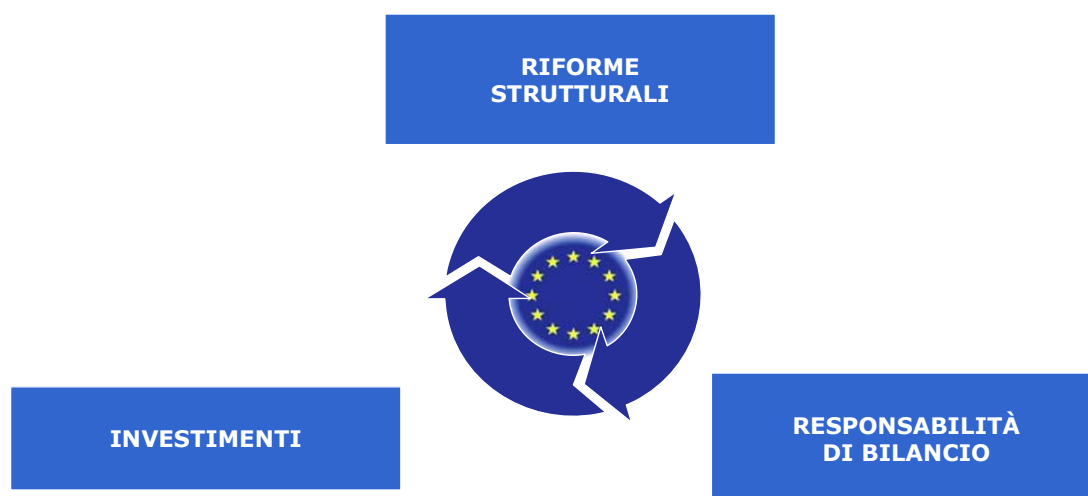 RIFORME
STRUTTURALI
INVESTIMENTI
RESPONSABILITÀ
DI BILANCIO